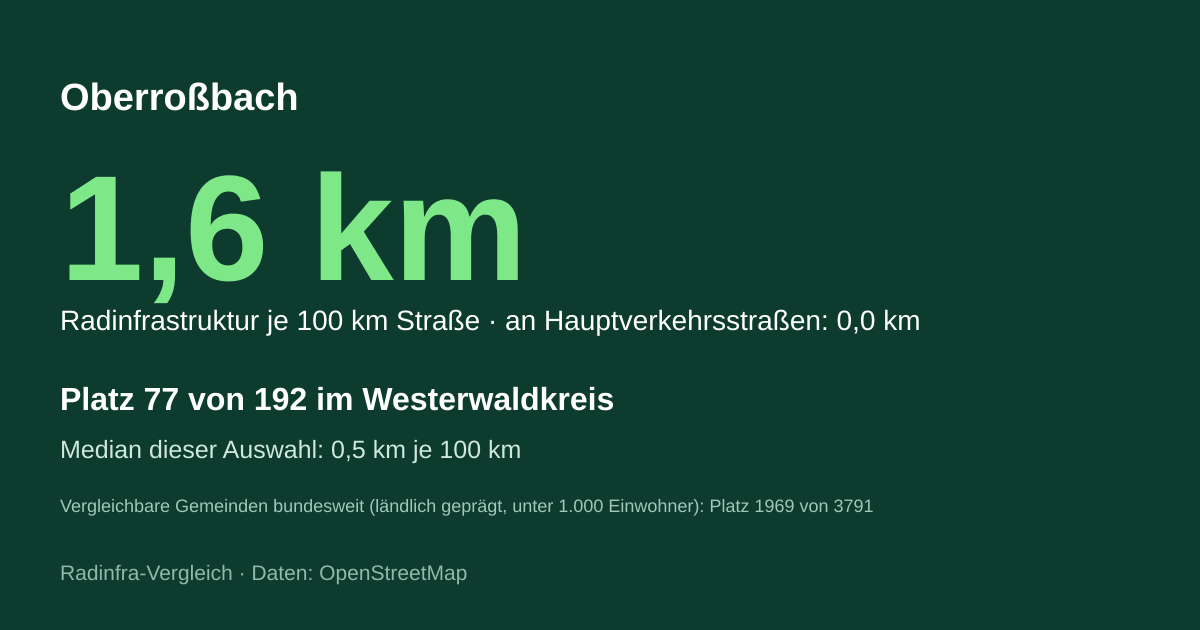 Oberroßbach
1,6 km
Radinfrastruktur je 100 km Straße · an Hauptverkehrsstraßen: 0,0 km
Platz 77 von 192 im Westerwaldkreis
Median dieser Auswahl: 0,5 km je 100 km
Vergleichbare Gemeinden bundesweit (ländlich geprägt, unter 1.000 Einwohner): Platz 1969 von 3791
Radinfra-Vergleich · Daten: OpenStreetMap